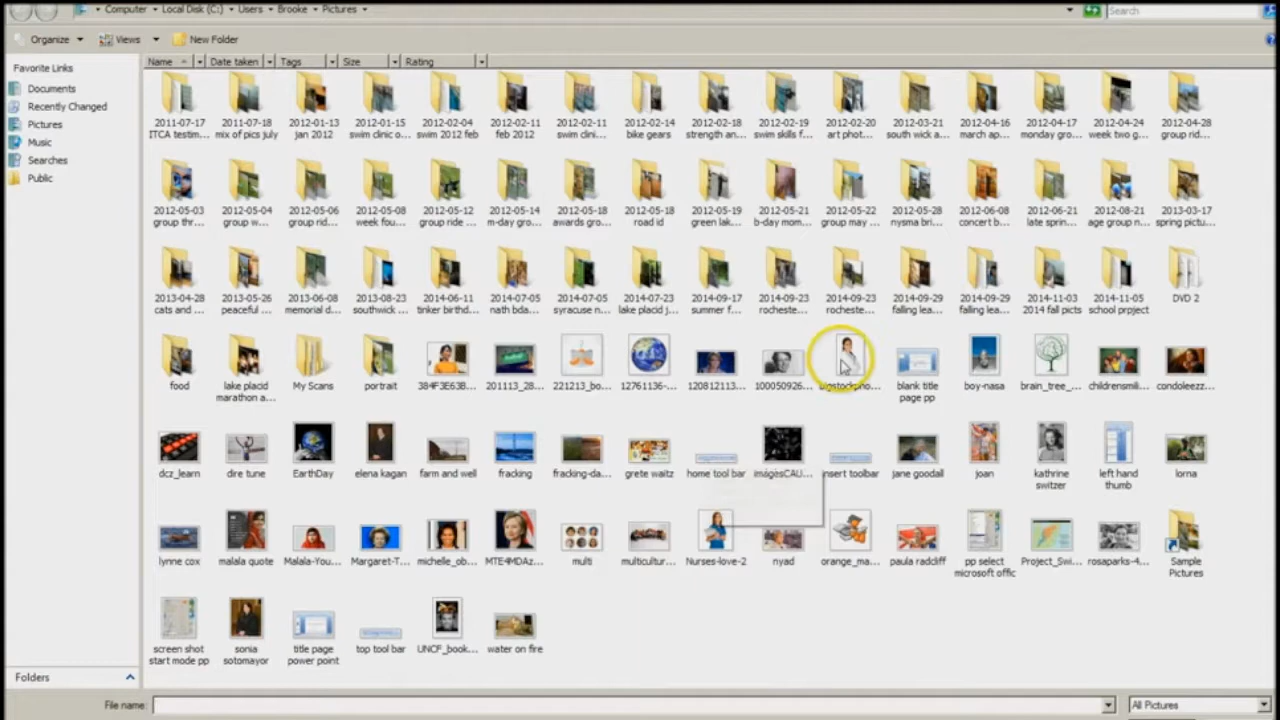 Computer Local Disk (C:) Users Brooke Pictures
Search
Organize Views New Folder
Name Date taken Tags Size Rating
Favorite Links
Documents
Recently Changed
Pictures
Music
Searches
Public
2011-07-17 2011-07-18 2012-01-13 2012-01-15 2012-02-04 2012-02-11 2012-02-11 2012-02-14 2012-02-18 2012-02-19 2012-02-20 2012-03-21 2012-04-16 2012-04-17 2012-04-24 2012-04-28
ITCA testim... mix of pics july jan 2012 swim clinic o... swim 2012 feb feb 2012 swim clini... bike gears strength an... swim skills f... art phot... south wick a... march ap... monday gro... week two g... group rid...
2012-05-03 2012-05-04 2012-05-06 2012-05-08 2012-05-12 2012-05-14 2012-05-18 2012-05-18 2012-05-19 2012-05-21 2012-05-22 2012-05-28 2012-06-08 2012-06-21 2012-08-21 2013-03-17
group thr... group w... group rid... week fou... group ride ... m-day gro... awards gro... road id green lak... b-day mom... group may ... nysma bri... concert b... late sprin... age group n... spring pictu...
2013-04-28 2013-05-26 2013-06-08 2013-08-23 2014-06-11 2014-07-05 2014-07-05 2014-07-23 2014-09-17 2014-09-23 2014-09-23 2014-09-29 2014-09-29 2014-11-03 2014-11-05 DVD 2
cats and ... peaceful ... memorial d... southwick ... tinker birthd... nath bda... syracuse n... lake placid j... summer f... rocheste... rocheste... falling lea... falling lea... 2014 fall picts school prpject
food lake placid My Scans portrait 384F3E63B... 201113_28... 221213_bo... 12761136-... 120812113... 100050926... bigstockpho... blank title boy-nasa brain_tree_... childrensmili... condoleezz...
marathon a... page pp
dcz_learn dire tune EarthDay elena kagan farm and well fracking fracking-da... grete waitz home tool bar imagesCAU... insert toolbar jane goodall joan kathrine left hand lorna
switzer thumb
lynne cox malala quote Malala-You... Margaret-T... michelle_ob... MTE4MDAz... multi multicultur... Nurses-love-2 nyad orange_ma... paula radcliff pp select Project_Swi... rosaparks-4... Sample
microsoft offic Pictures
screen shot sonia title page top tool bar UNCF_book... water on fire
start mode pp sotomayor power point
Folders
File name: All Pictures